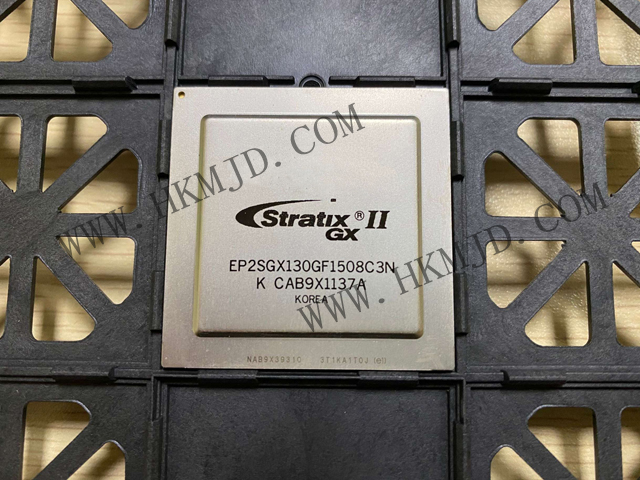 Stratix® II
GX
EP2SGX130GF1508C3N
K CAB9X1137A
KOREA
WWW.HKMJD.COM
WWW.HKMJD.COM